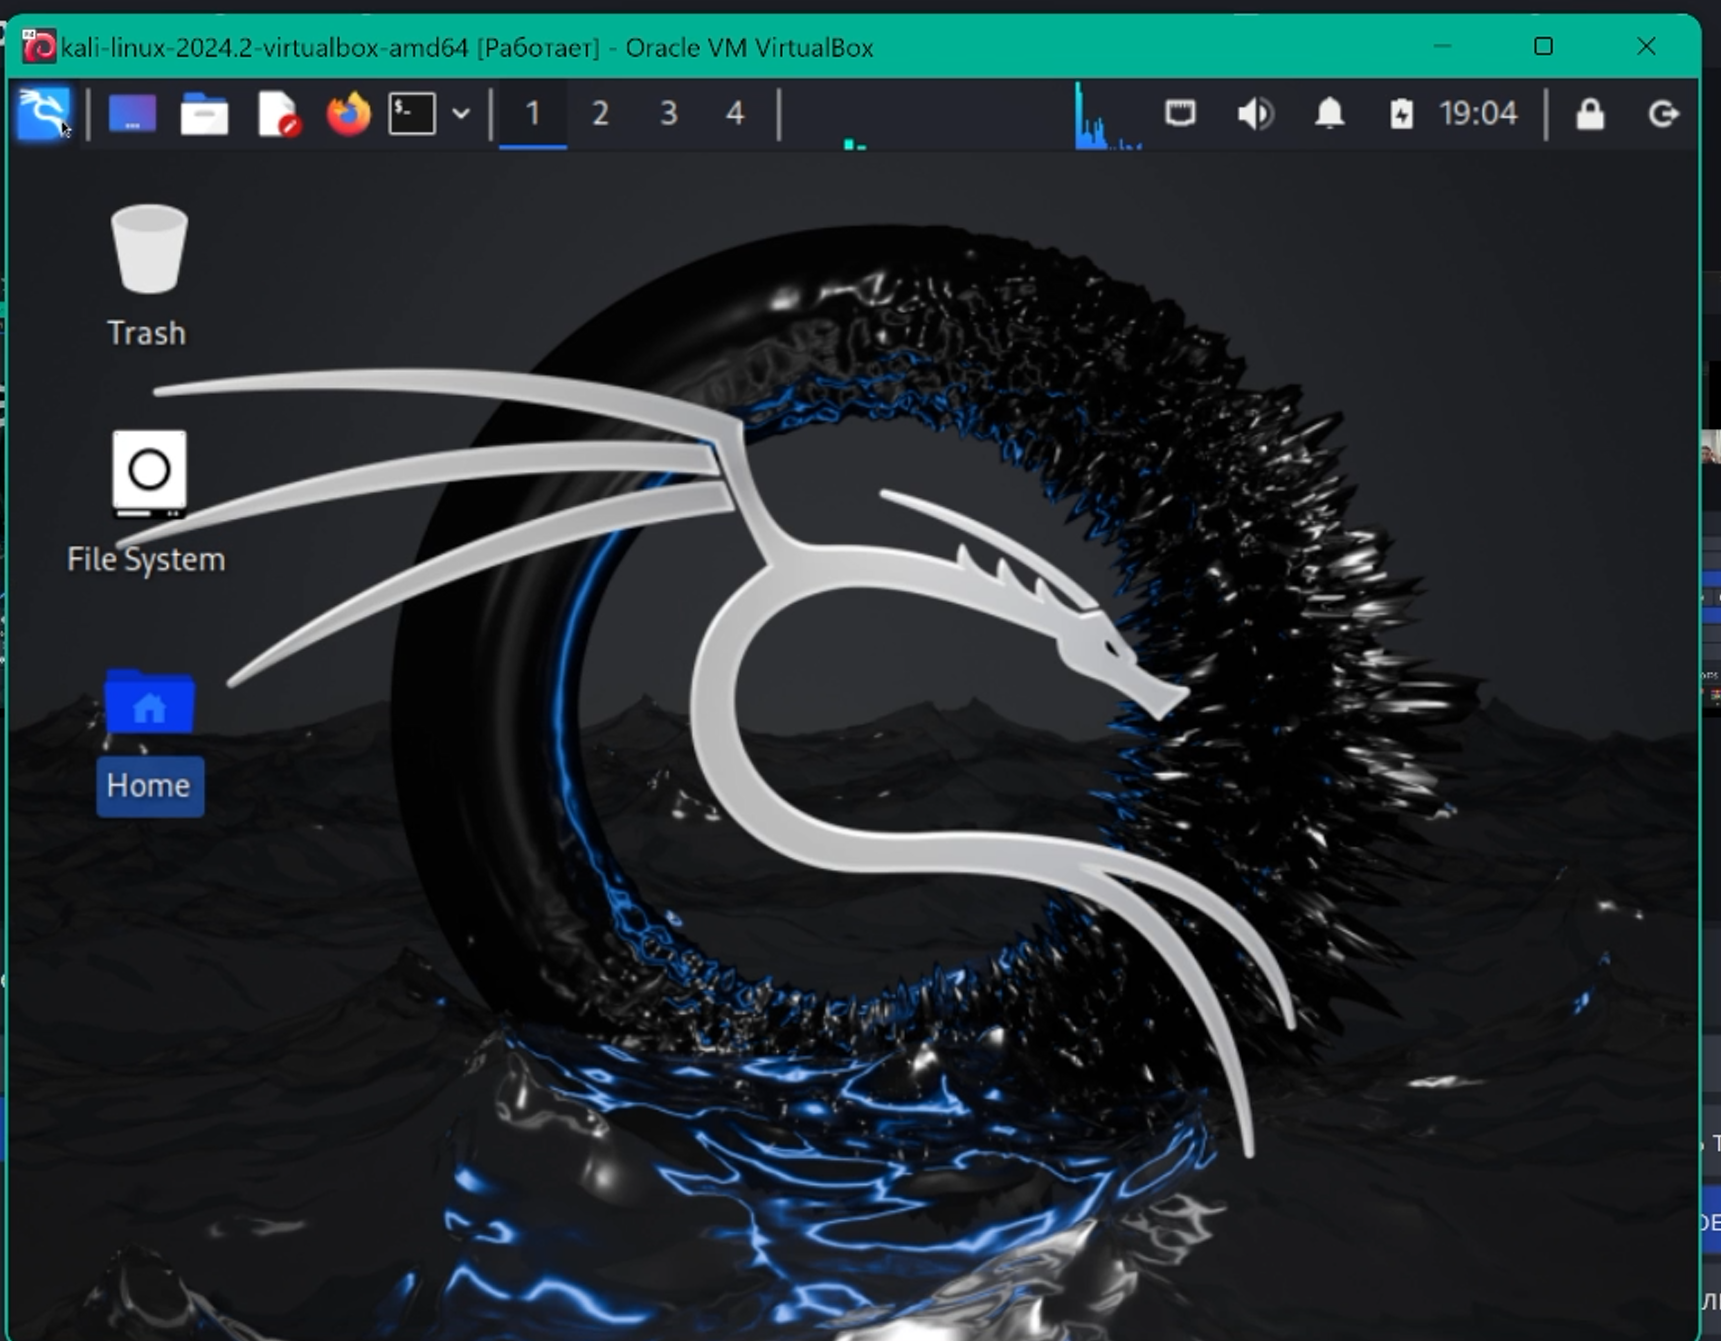 kali-linux-2024.2-virtualbox-amd64 [Работает] - Oracle VM VirtualBox
$_ 1 2 3 4 19:04
Trash
File System
Home